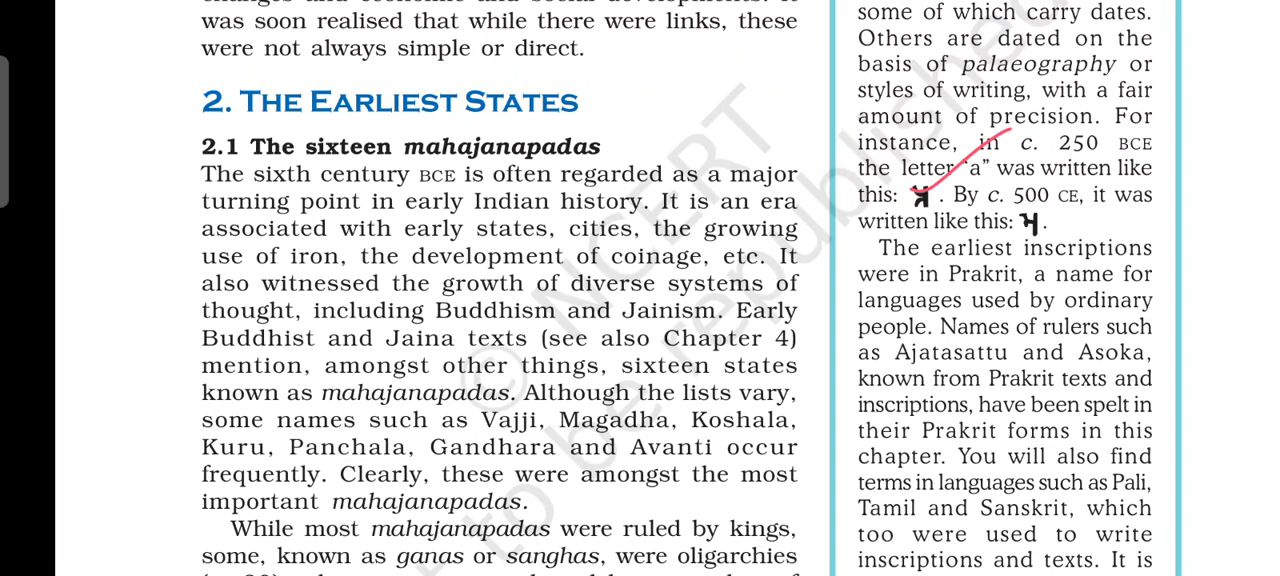 was soon realised that while there were links, these
were not always simple or direct.
2. THE EARLIEST STATES
2.1 The sixteen mahajanapadas
The sixth century BCE is often regarded as a major
turning point in early Indian history. It is an era
associated with early states, cities, the growing
use of iron, the development of coinage, etc. It
also witnessed the growth of diverse systems of
thought, including Buddhism and Jainism. Early
Buddhist and Jaina texts (see also Chapter 4)
mention, amongst other things, sixteen states
known as mahajanapadas. Although the lists vary,
some names such as Vajji, Magadha, Koshala,
Kuru, Panchala, Gandhara and Avanti occur
frequently. Clearly, these were amongst the most
important mahajanapadas.
While most mahajanapadas were ruled by kings,
some, known as ganas or sanghas, were oligarchies
some of which carry dates.
Others are dated on the
basis of palaeography or
styles of writing, with a fair
amount of precision. For
instance, in c. 250 BCE
the letter “a” was written like
this: . By c. 500 CE, it was
written like this: .
The earliest inscriptions
were in Prakrit, a name for
languages used by ordinary
people. Names of rulers such
as Ajatasattu and Asoka,
known from Prakrit texts and
inscriptions, have been spelt in
their Prakrit forms in this
chapter. You will also find
terms in languages such as Pali,
Tamil and Sanskrit, which
too were used to write
inscriptions and texts. It is
© NCERT
to be republished